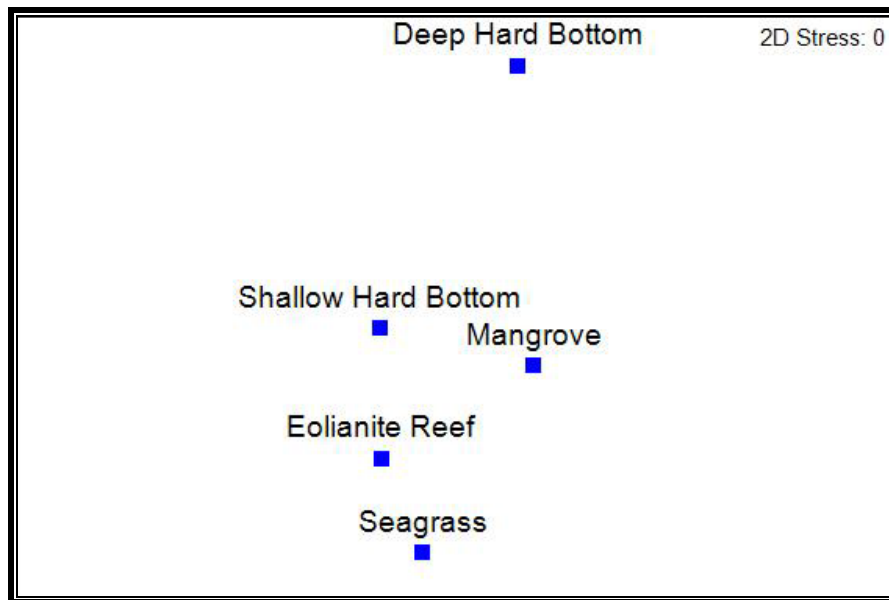 Deep Hard Bottom
2D Stress: 0
Shallow Hard Bottom
Mangrove
Eolianite Reef
Seagrass